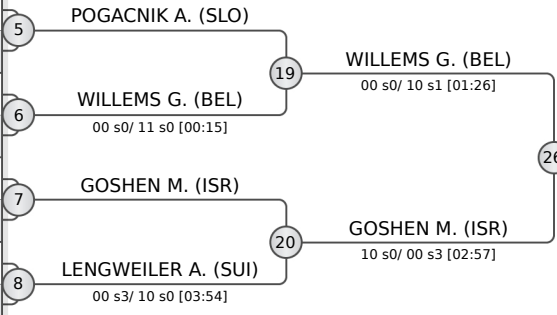 POGACNIK A. (SLO)
5
19
WILLEMS G. (BEL)
00 s0/ 10 s1 [01:26]
WILLEMS G. (BEL)
6
00 s0/ 11 s0 [00:15]
26
GOSHEN M. (ISR)
7
20
GOSHEN M. (ISR)
10 s0/ 00 s3 [02:57]
LENGWEILER A. (SUI)
8
00 s3/ 10 s0 [03:54]